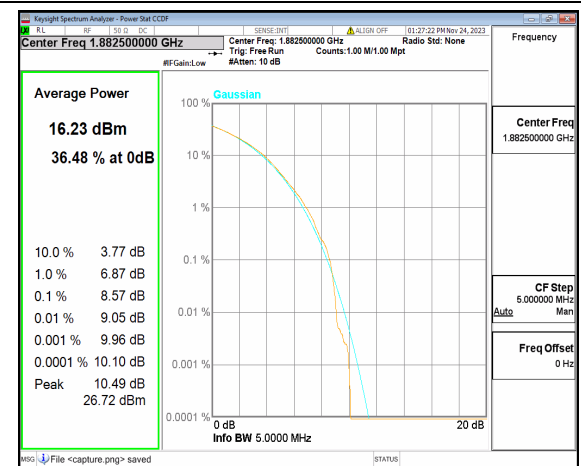 Keysight Spectrum Analyzer - Power Stat CCDF
RL RF 50 Ω DC SENSE:INT ALIGN OFF 01:27:22 PM Nov 24, 2023
Center Freq 1.882500000 GHz
Center Freq: 1.882500000 GHz Radio Std: None
Trig: Free Run Counts:1.00 M/1.00 Mpt
#IFGain:Low #Atten: 10 dB
Frequency
Average Power
16.23 dBm
36.48 % at 0dB
10.0 % 3.77 dB
1.0 % 6.87 dB
0.1 % 8.57 dB
0.01 % 9.05 dB
0.001 % 9.96 dB
0.0001 % 10.10 dB
Peak 10.49 dB
26.72 dBm
Gaussian
100 %
10 %
1 %
0.1 %
0.01 %
0.001 %
0.0001 %
0 dB 20 dB
Info BW 5.0000 MHz
Center Freq
1.882500000 GHz
CF Step
5.000000 MHz
Auto Man
Freq Offset
0 Hz
MSG File <capture.png> saved STATUS